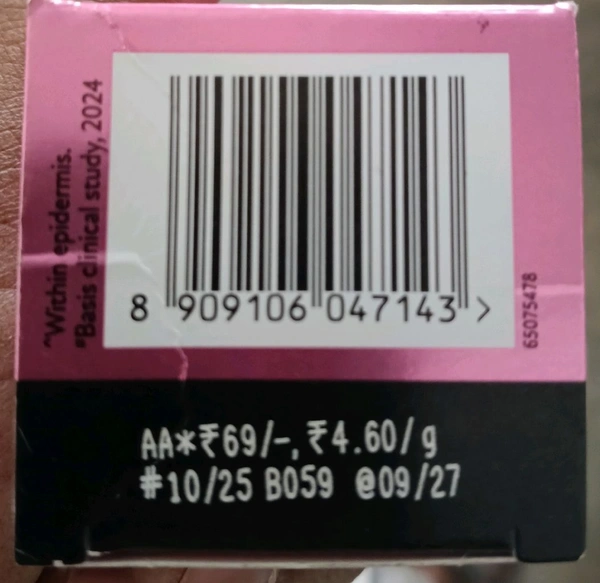 ^Within epidermis.
#Basis clinical study, 2024
8 909106 047143 >
65075478
AA*₹69/-, ₹4.60/g
#10/25 B059 @09/27